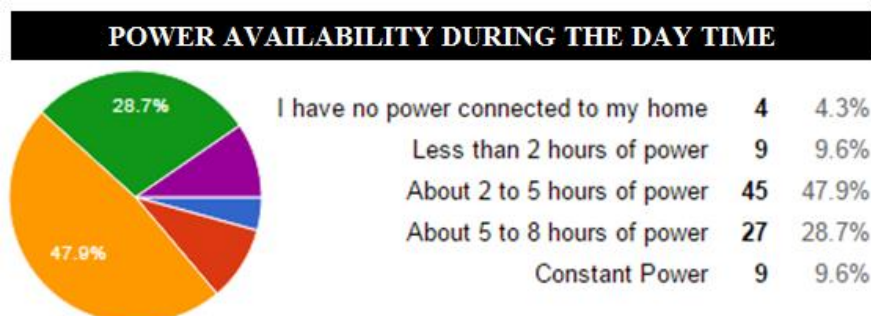 POWER AVAILABILITY DURING THE DAY TIME
28.7%
47.9%
I have no power connected to my home 4 4.3%
Less than 2 hours of power 9 9.6%
About 2 to 5 hours of power 45 47.9%
About 5 to 8 hours of power 27 28.7%
Constant Power 9 9.6%